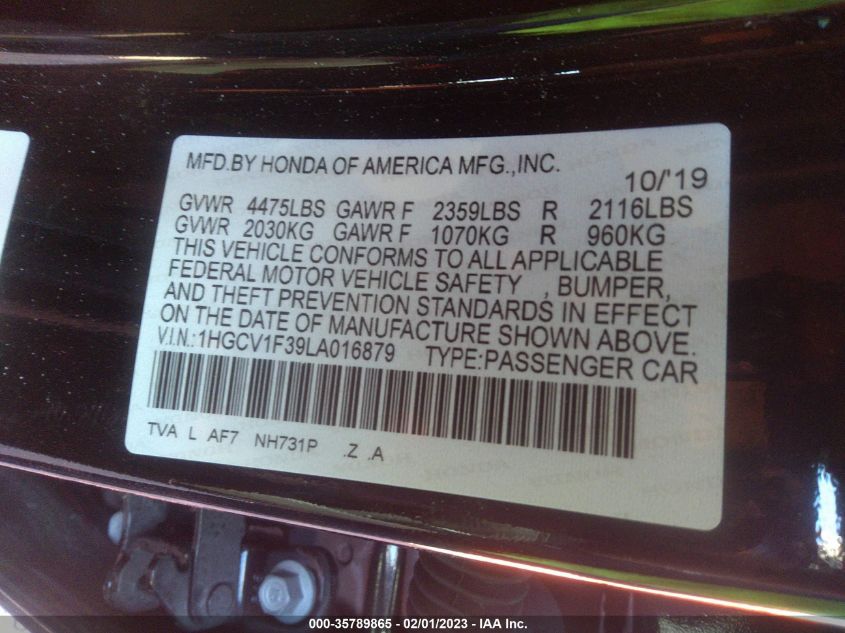 MFD.BY HONDA OF AMERICA MFG.,INC.
10/'19
GVWR 4475LBS GAWR F 2359LBS R 2116LBS
GVWR 2030KG GAWR F 1070KG R 960KG
THIS VEHICLE CONFORMS TO ALL APPLICABLE
FEDERAL MOTOR VEHICLE SAFETY , BUMPER,
AND THEFT PREVENTION STANDARDS IN EFFECT
ON THE DATE OF MANUFACTURE SHOWN ABOVE.
V.I.N.:1HGCV1F39LA016879 TYPE:PASSENGER CAR
TVA L AF7 NH731P .Z .A
000-35789865 / 02/01/2023 - IAA Inc.